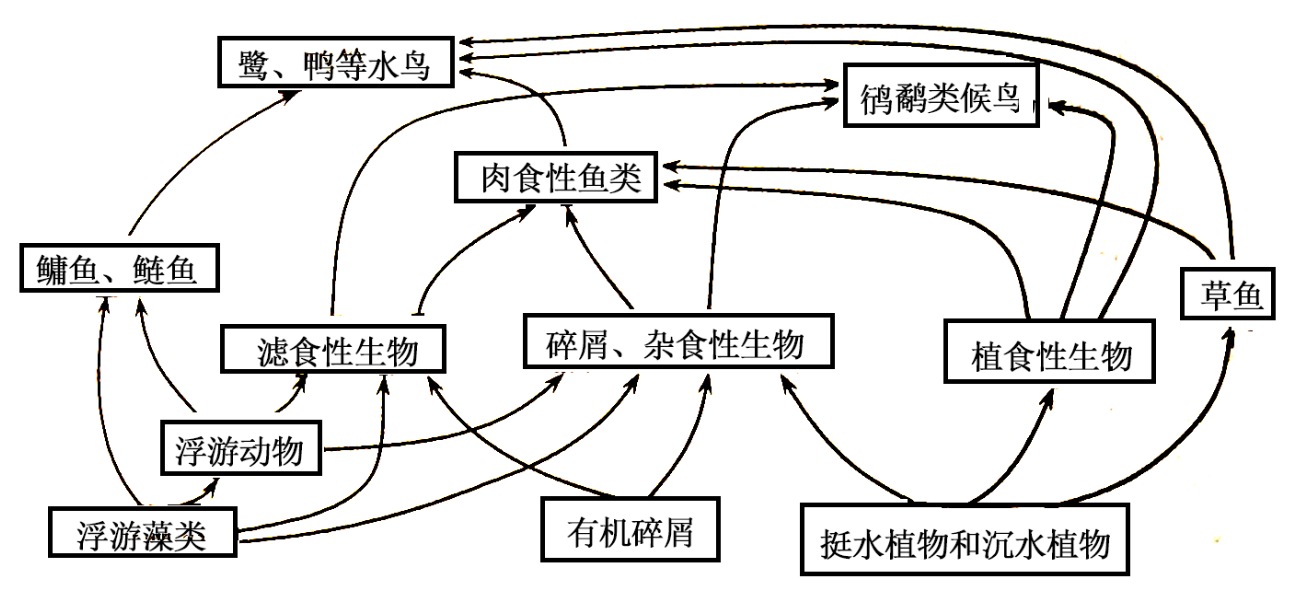 鹭、鸭等水鸟
鸻鹬类候鸟
肉食性鱼类
鳙鱼、鲢鱼
草鱼
滤食性生物
碎屑、杂食性生物
植食性生物
浮游动物
浮游藻类
有机碎屑
挺水植物和沉水植物